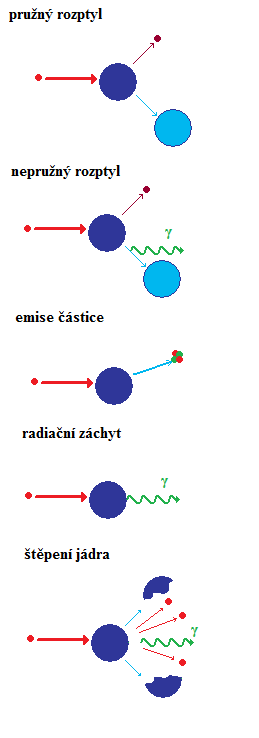 pružný rozptyl
nepružný rozptyl
γ
emise částice
radiační záchyt
γ
štěpení jádra
γ